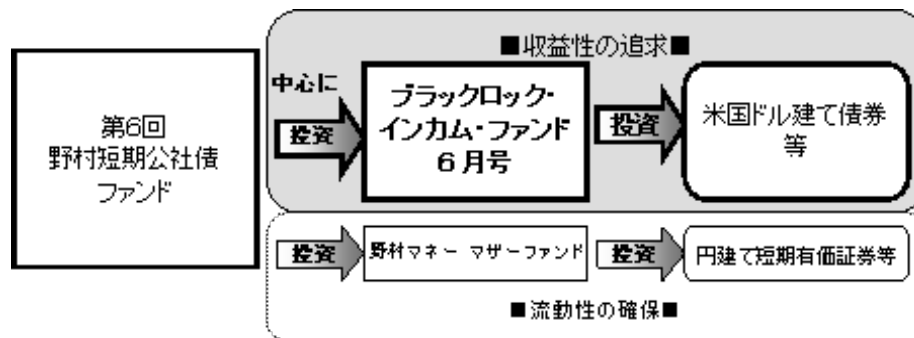 ■収益性の追求■
第6回
野村短期公社債
ファンド
中心に
投資
ブラックロック・
インカム・ファンド
6月号
投資
米国ドル建て債券
等
投資
野村マネー マザーファンド
投資
円建て短期有価証券等
■流動性の確保■